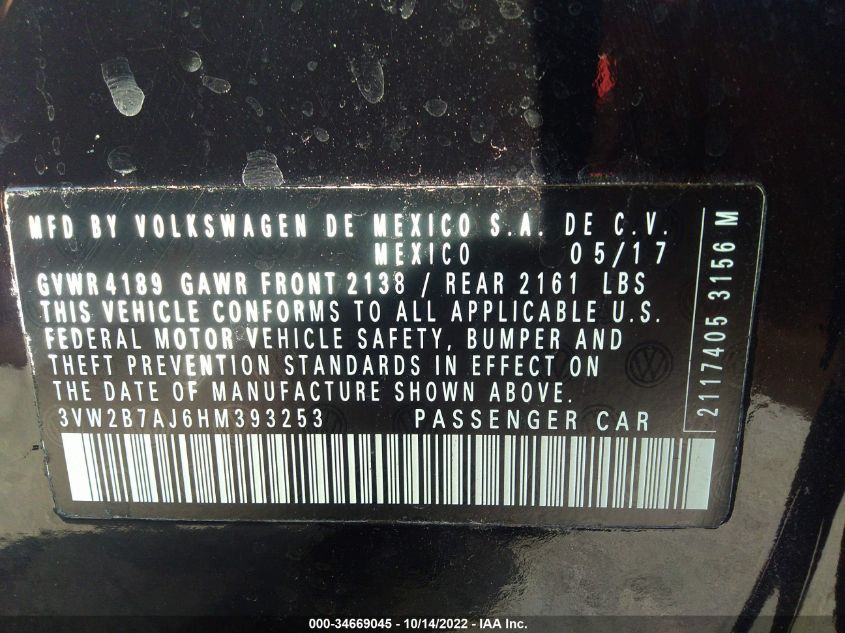 MFD BY VOLKSWAGEN DE MEXICO S.A. DE C.V.
MEXICO 05/17
GVWR4189 GAWR FRONT 2138 / REAR 2161 LBS
THIS VEHICLE CONFORMS TO ALL APPLICABLE U.S.
FEDERAL MOTOR VEHICLE SAFETY, BUMPER AND
THEFT PREVENTION STANDARDS IN EFFECT ON
THE DATE OF MANUFACTURE SHOWN ABOVE.
3VW2B7AJ6HM393253 PASSENGER CAR
2117405 3156 M
000-34669045 - 10/14/2022 - IAA Inc.